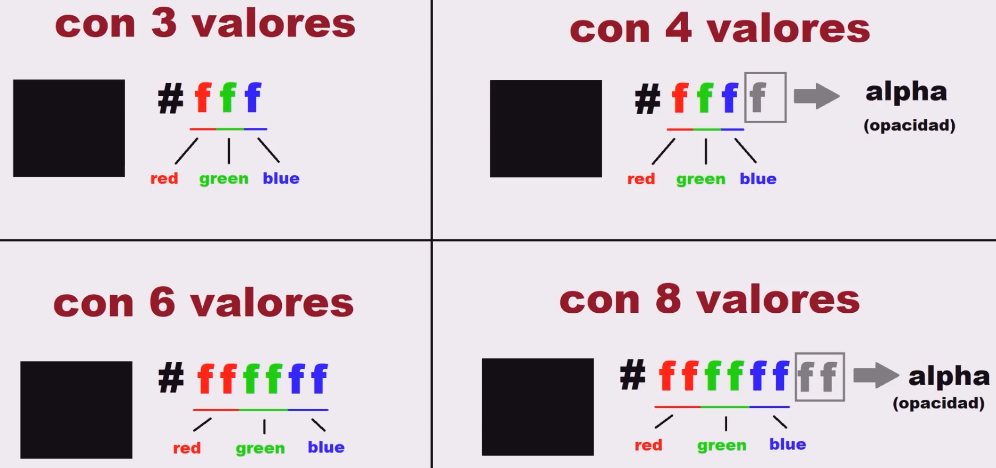 con 3 valores
# f f f
red green blue
con 4 valores
# f f f f
alpha
(opacidad)
red green blue
con 6 valores
# f f f f f f
red green blue
con 8 valores
# f f f f f f f f
alpha
(opacidad)
red green blue